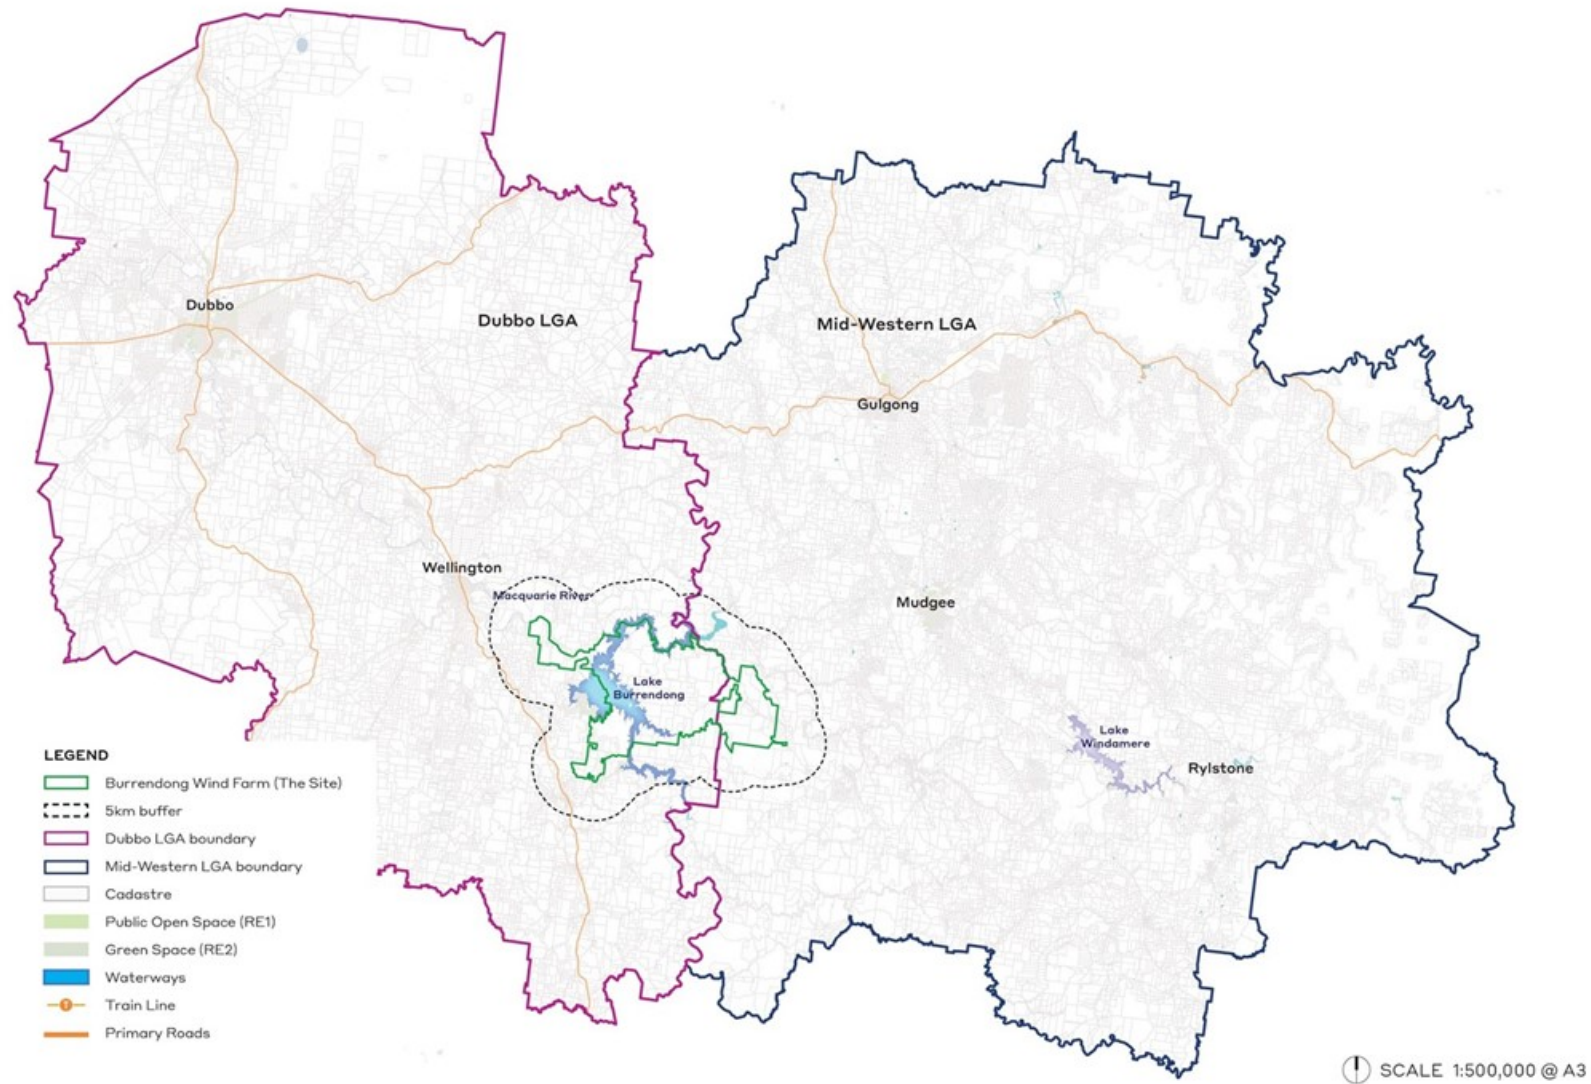 Dubbo
Dubbo LGA
Mid-Western LGA
Gulgong
Wellington
Macquarie River
Mudgee
Lake
Burrendong
Lake
Windamere
Rylstone
LEGEND
Burrendong Wind Farm (The Site)
5km buffer
Dubbo LGA boundary
Mid-Western LGA boundary
Cadastre
Public Open Space (RE1)
Green Space (RE2)
Waterways
T
Train Line
Primary Roads
SCALE 1:500,000 @ A3